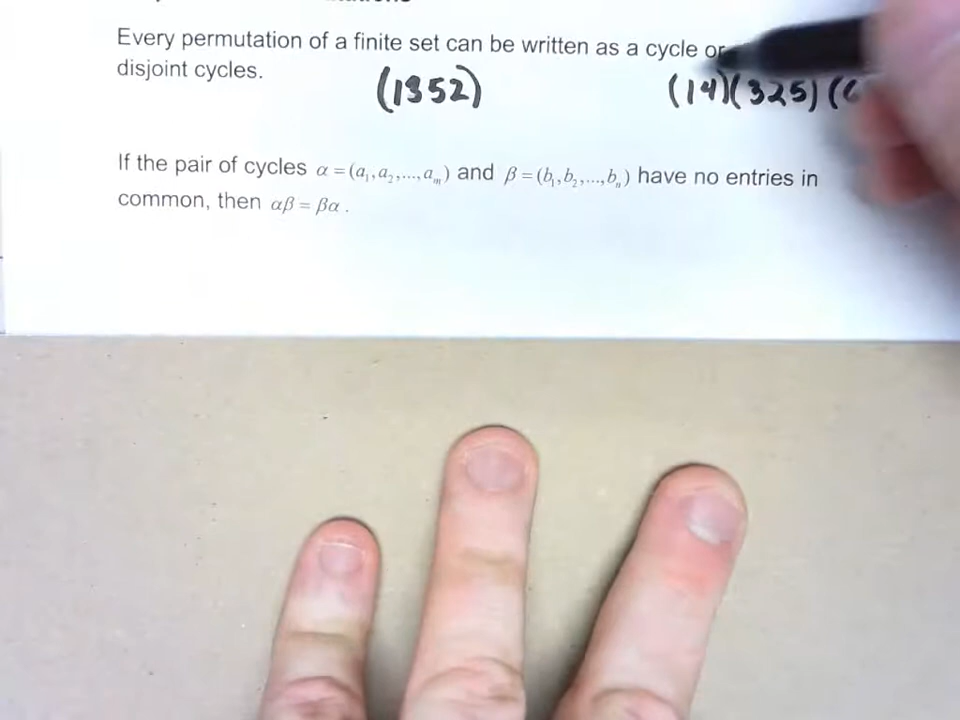 Every permutation of a finite set can be written as a cycle or
disjoint cycles.
(1352) (14)(325)(
If the pair of cycles α = (a₁,a₂,...,aₘ) and β = (b₁,b₂,...,bₙ) have no entries in
common, then αβ = βα .